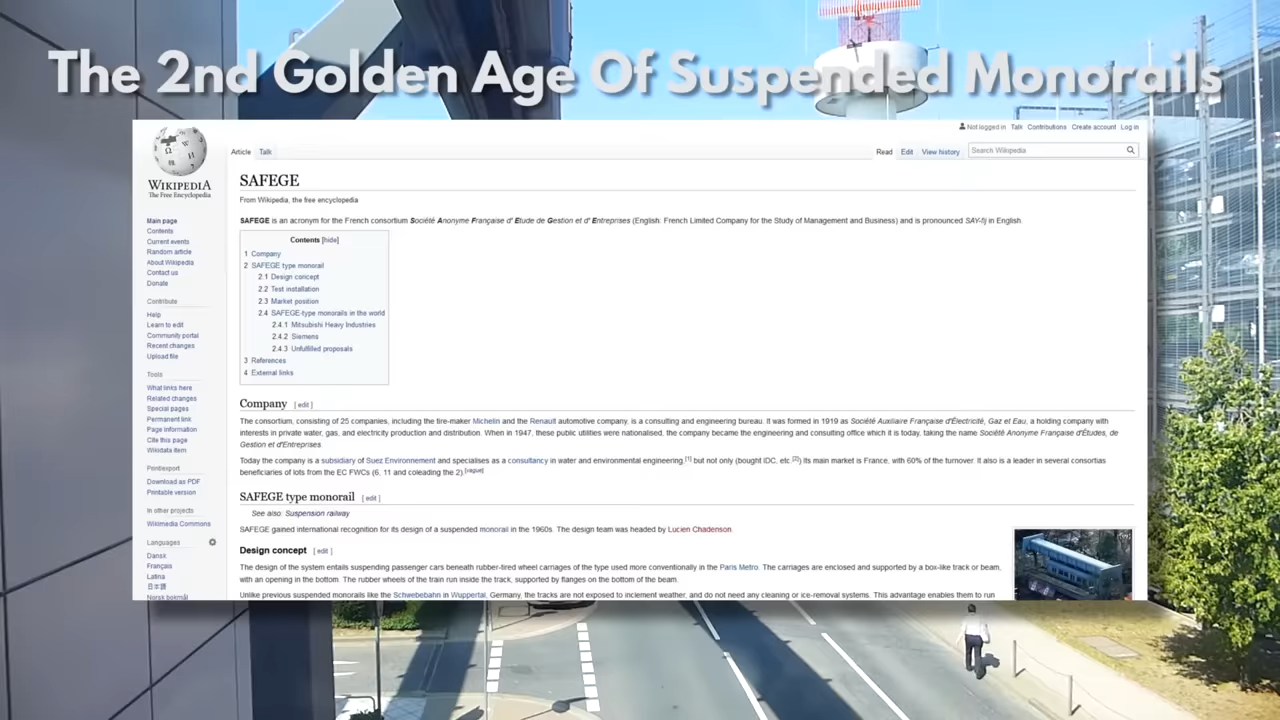 The 2nd Golden Age Of Suspended Monorails
Not logged in Talk Contributions Create account Log in
Article Talk
Read Edit View history Search Wikipedia
WIKIPEDIA
The Free Encyclopedia
SAFEGE
From Wikipedia, the free encyclopedia
SAFEGE is an acronym for the French consortium Société Anonyme Française d' Etude de Gestion et d' Entreprises (English: French Limited Company for the Study of Management and Business) and is pronounced SAY-fij in English.
Contents [hide]
1 Company
2 SAFEGE type monorail
2.1 Design concept
2.2 Test installation
2.3 Market position
2.4 SAFEGE-type monorails in the world
2.4.1 Mitsubishi Heavy Industries
2.4.2 Siemens
2.4.3 Unfulfilled proposals
3 References
4 External links
Main page
Contents
Current events
Random article
About Wikipedia
Contact us
Donate
Contribute
Help
Learn to edit
Community portal
Recent changes
Upload file
Tools
What links here
Related changes
Special pages
Permanent link
Page information
Cite this page
Wikidata item
Print/export
Download as PDF
Printable version
In other projects
Wikimedia Commons
Languages
Dansk
Français
Latina
日本語
Norsk bokmål
Company [ edit ]
The consortium, consisting of 25 companies, including the tire-maker Michelin and the Renault automotive company, is a consulting and engineering bureau. It was formed in 1919 as Société Auxiliaire Française d'Électricité, Gaz et Eau, a holding company with
interests in private water, gas, and electricity production and distribution. When in 1947, these public utilities were nationalised, the company became the engineering and consulting office which it is today, taking the name Société Anonyme Française d'Études, de
Gestion et d'Entreprises.
Today the company is a subsidiary of Suez Environnement and specialises as a consultancy in water and environmental engineering,[1] but not only (bought IDC, etc.[2]) Its main market is France, with 60% of the turnover. It also is a leader in several consortias
beneficiaries of lots from the EC FWCs (6, 11 and coleading the 2).[vague]
SAFEGE type monorail [ edit ]
See also: Suspension railway
SAFEGE gained international recognition for its design of a suspended monorail in the 1960s. The design team was headed by Lucien Chadenson.
Design concept [ edit ]
The design of the system entails suspending passenger cars beneath rubber-tired wheel carriages of the type used more conventionally in the Paris Metro. The carriages are enclosed and supported by a box-like track or beam,
with an opening in the bottom. The rubber wheels of the train run inside the track, supported by flanges on the bottom of the beam.
Unlike previous suspended monorails like the Schwebebahn in Wuppertal, Germany, the tracks are not exposed to inclement weather, and do not need any cleaning or ice-removal systems. This advantage enables them to run